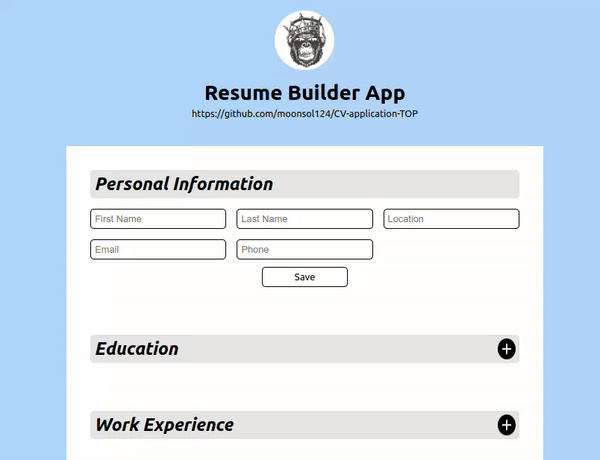 Resume Builder App
https://github.com/moonsol124/CV-application-TOP
Personal Information
First Name Last Name Location
Email Phone
Save
Education
Work Experience